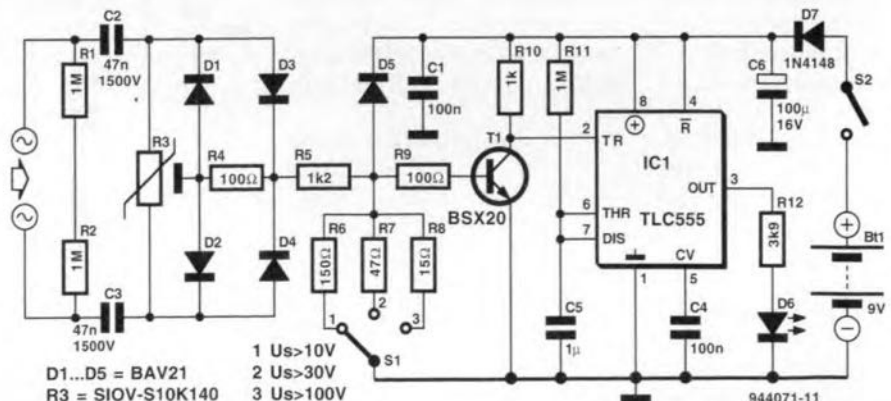 C2
47n
1500V
R1
1M
R2
1M
C3
47n
1500V
R3
D1
D3
D2
D4
R4
100Ω
R5
1k2
D5
C1
100n
R9
100Ω
R6
150Ω
R7
47Ω
R8
15Ω
1
2
3
S1
R10
1k
R11
1M
T1
BSX20
8
4
R
2
TR
IC1
TLC555
OUT
3
6
THR
7
DIS
CV
1
5
C5
1µ
C4
100n
R12
3k9
D6
C6
100µ
16V
D7
1N4148
S2
Bt1
9V
D1...D5 = BAV21
R3 = SIOV-S10K140
1 Us>10V
2 Us>30V
3 Us>100V
944071-11